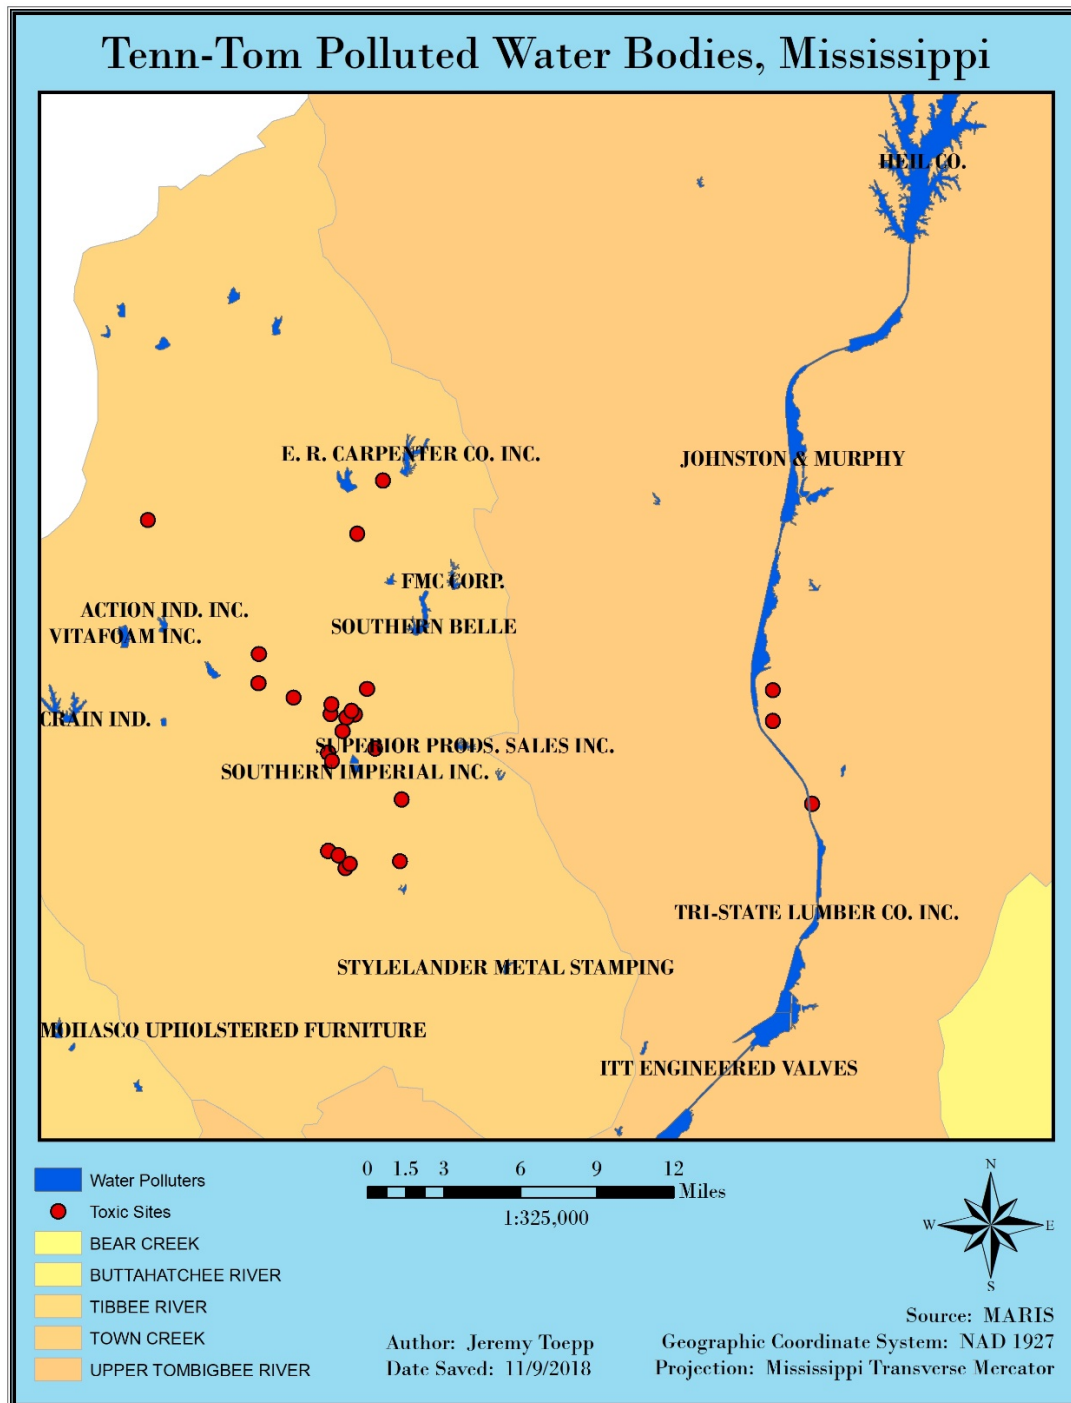 Tenn-Tom Polluted Water Bodies, Mississippi
HEIL CO.
E. R. CARPENTER CO. INC.
JOHNSTON & MURPHY
FMC CORP.
ACTION IND. INC.
SOUTHERN BELLE
VITAFOAM INC.
CRAIN IND.
SUPERIOR PRODS. SALES INC.
SOUTHERN IMPERIAL INC.
TRI-STATE LUMBER CO. INC.
STYLELANDER METAL STAMPING
MOHASCO UPHOLSTERED FURNITURE
ITT ENGINEERED VALVES
Water Polluters
Toxic Sites
BEAR CREEK
BUTTAHATCHEE RIVER
TIBBEE RIVER
TOWN CREEK
UPPER TOMBIGBEE RIVER
0 1.5 3 6 9 12
Miles
1:325,000
N
W E
S
Author: Jeremy Toepp
Date Saved: 11/9/2018
Source: MARIS
Geographic Coordinate System: NAD 1927
Projection: Mississippi Transverse Mercator